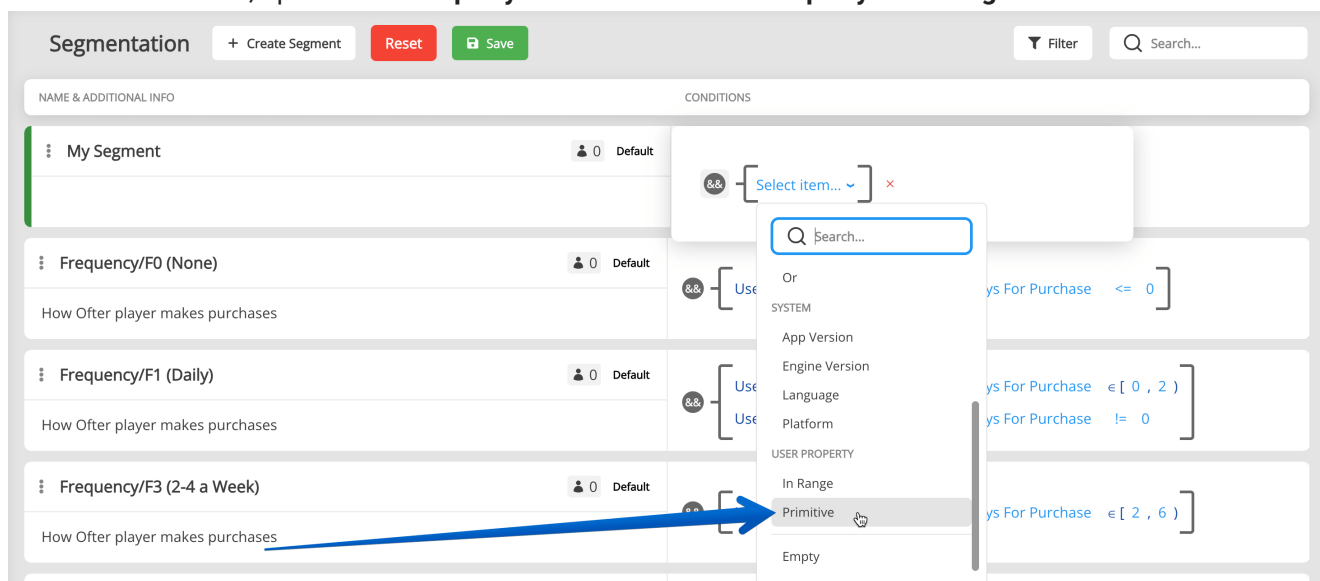 Segmentation + Create Segment Reset Save Filter Search...
NAME & ADDITIONAL INFO CONDITIONS
My Segment 0 Default
&& Select item... ×
Search...
Or
SYSTEM
App Version
Engine Version
Language
Platform
USER PROPERTY
In Range
Primitive
Empty
Frequency/F0 (None) 0 Default
How Ofter player makes purchases
&& Use ys For Purchase <= 0
Frequency/F1 (Daily) 0 Default
How Ofter player makes purchases
&& Use ys For Purchase ∈[ 0 , 2 )
Use ys For Purchase != 0
Frequency/F3 (2-4 a Week) 0 Default
How Ofter player makes purchases
ys For Purchase ∈[ 2 , 6 )